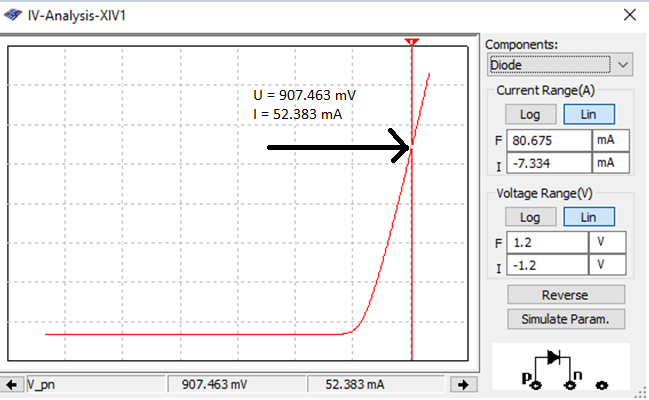 IV-Analysis-XIV1
Components:
Diode
Current Range(A)
Log Lin
F 80.675 mA
I -7.334 mA
Voltage Range(V)
Log Lin
F 1.2 V
I -1.2 V
Reverse
Simulate Param.
p n
U = 907.463 mV
I = 52.383 mA
V_pn 907.463 mV 52.383 mA